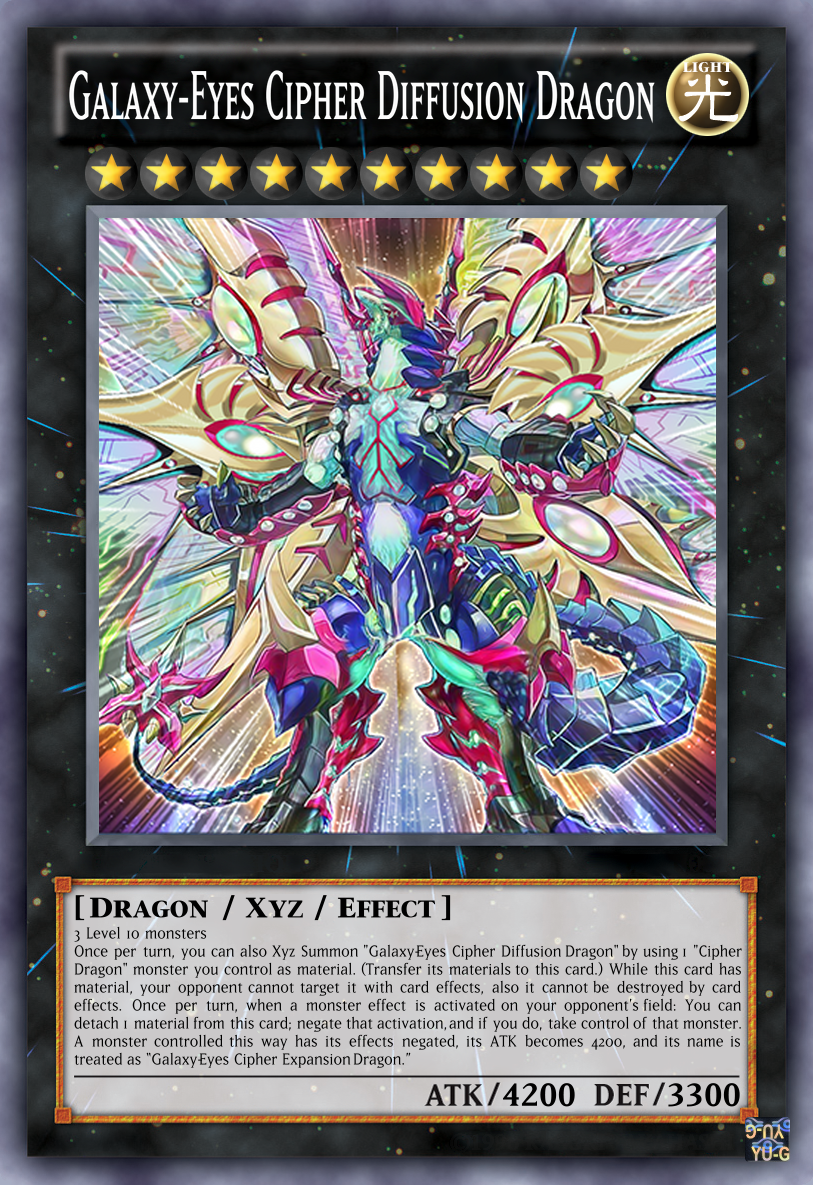 GALAXY-EYES CIPHER DIFFUSION DRAGON
LIGHT
光
[ DRAGON / XYZ / EFFECT ]
3 Level 10 monsters
Once per turn, you can also Xyz Summon "Galaxy-Eyes Cipher Diffusion Dragon" by using 1 "Cipher
Dragon" monster you control as material. (Transfer its materials to this card.) While this card has
material, your opponent cannot target it with card effects, also it cannot be destroyed by card
effects. Once per turn, when a monster effect is activated on your opponent's field: You can
detach 1 material from this card; negate that activation, and if you do, take control of that monster.
A monster controlled this way has its effects negated, its ATK becomes 4200, and its name is
treated as "Galaxy-Eyes Cipher Expansion Dragon."
ATK/4200 DEF/3300
YU-G
YU-G